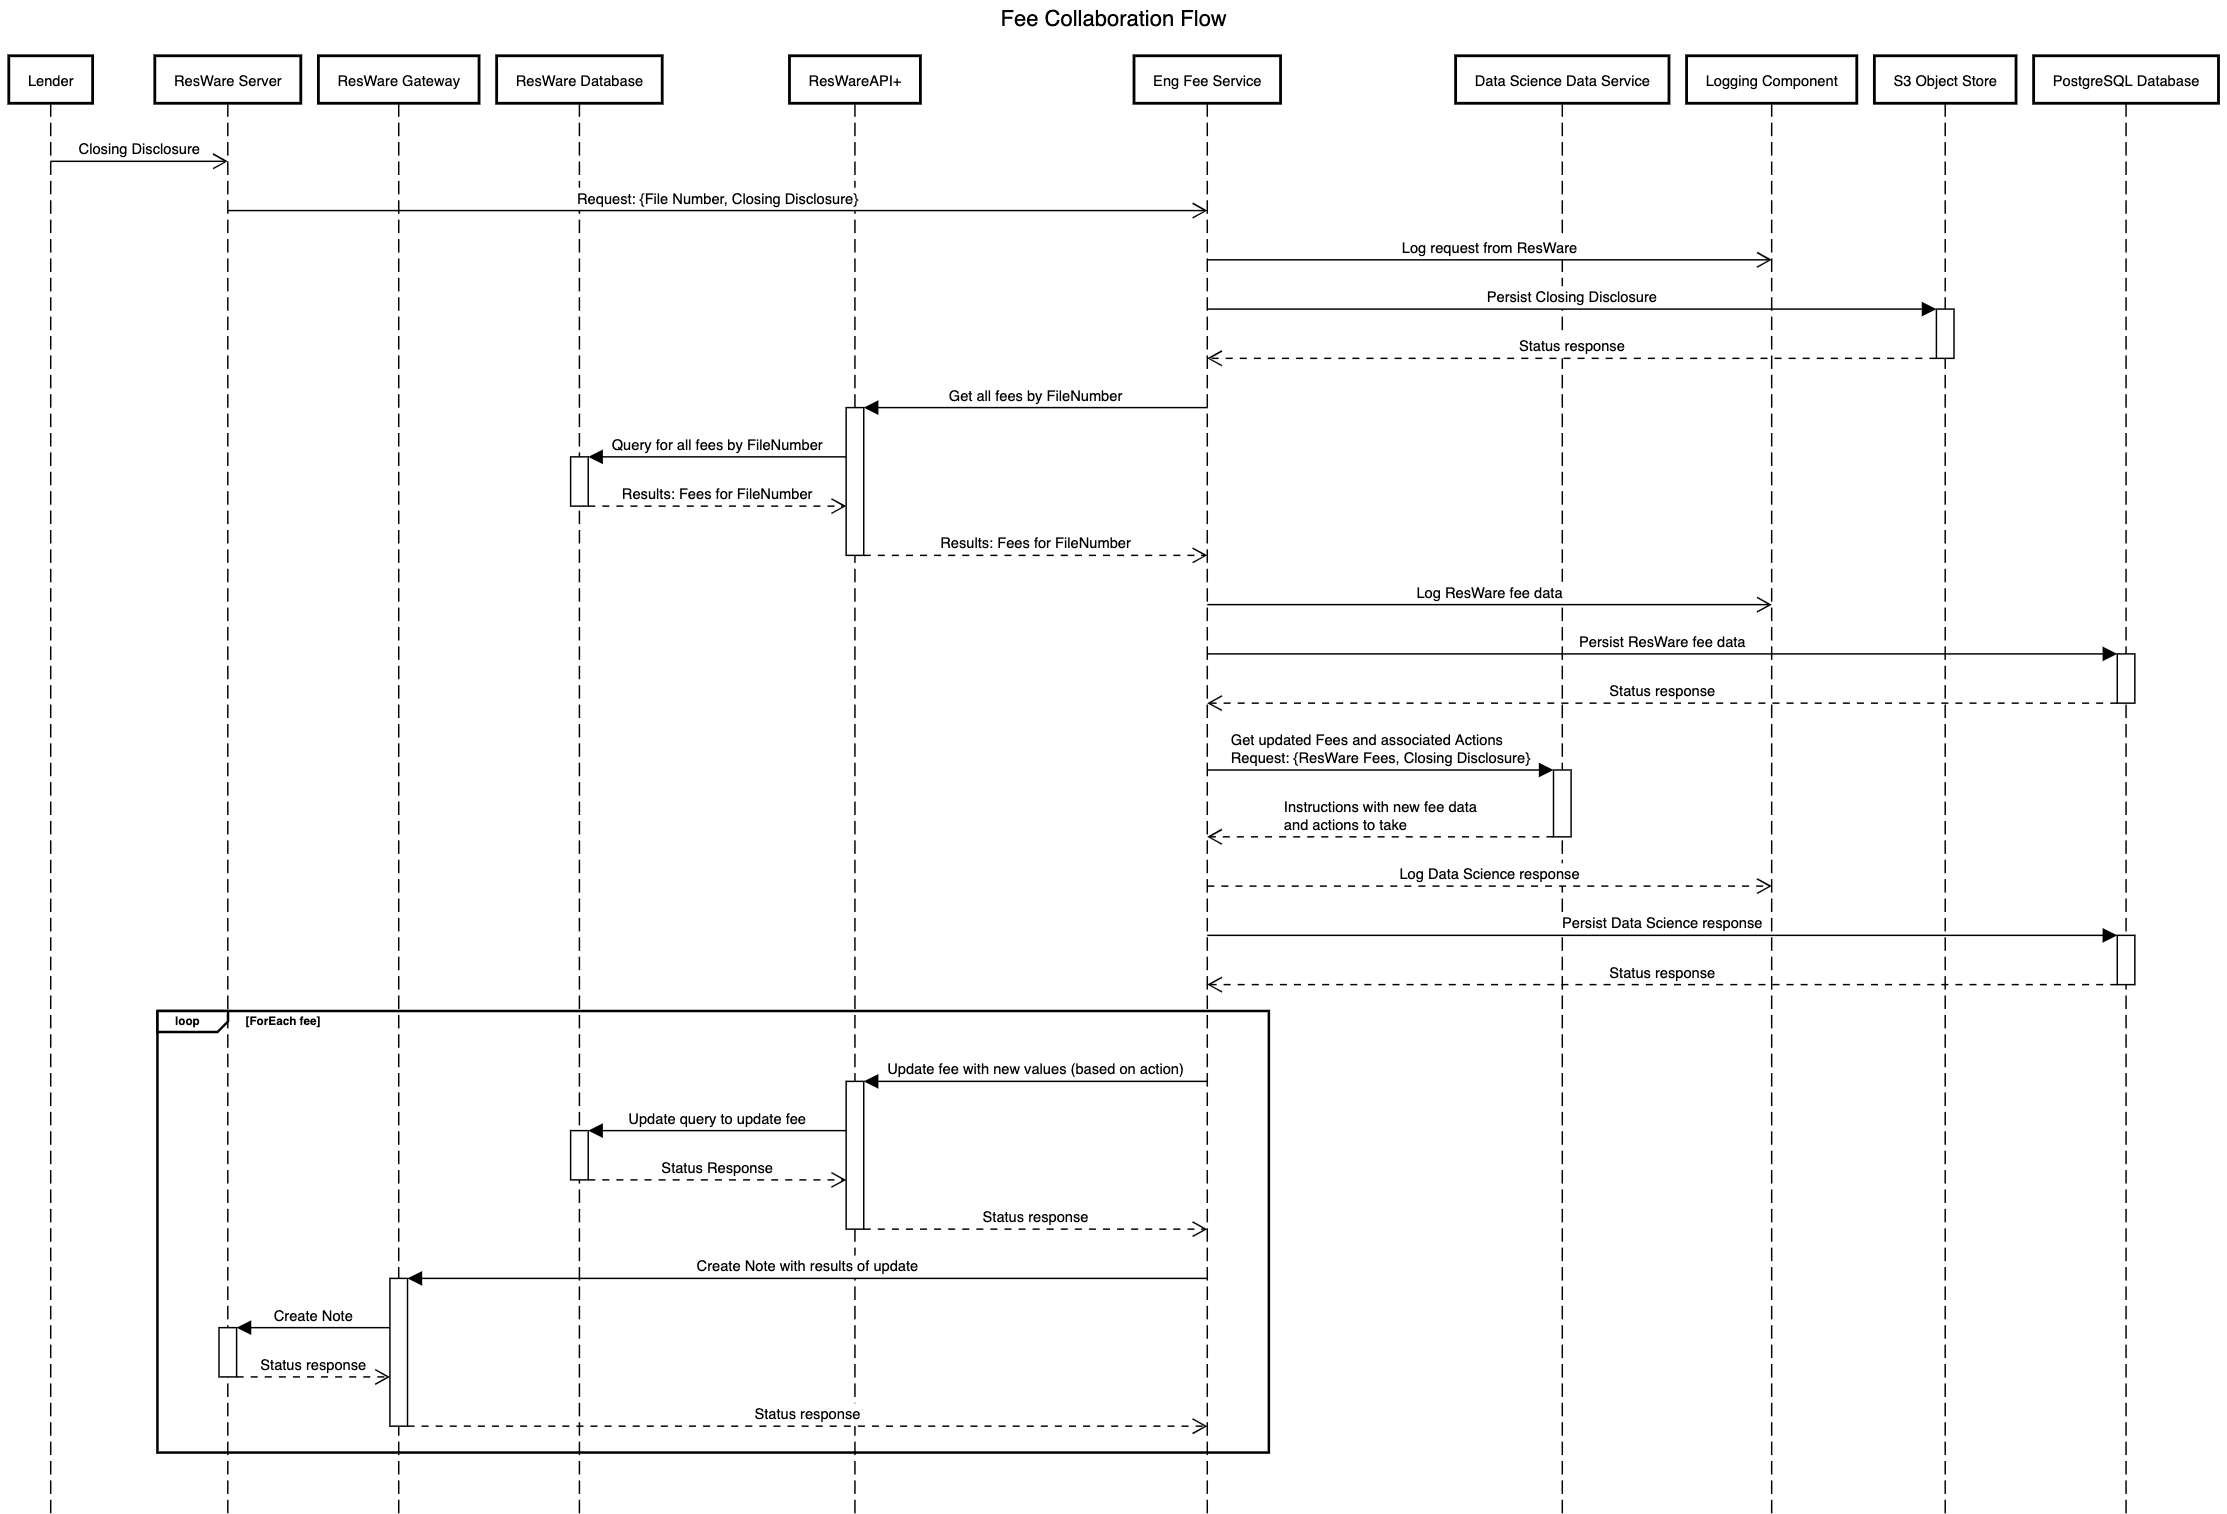 Fee Collaboration Flow
Lender
ResWare Server
ResWare Gateway
ResWare Database
ResWareAPI+
Eng Fee Service
Data Science Data Service
Logging Component
S3 Object Store
PostgreSQL Database
Closing Disclosure
Request: {File Number, Closing Disclosure}
Log request from ResWare
Persist Closing Disclosure
Status response
Get all fees by FileNumber
Query for all fees by FileNumber
Results: Fees for FileNumber
Results: Fees for FileNumber
Log ResWare fee data
Persist ResWare fee data
Status response
Get updated Fees and associated Actions
Request: {ResWare Fees, Closing Disclosure}
Instructions with new fee data
and actions to take
Log Data Science response
Persist Data Science response
Status response
loop
[ForEach fee]
Update fee with new values (based on action)
Update query to update fee
Status Response
Status response
Create Note with results of update
Create Note
Status response
Status response